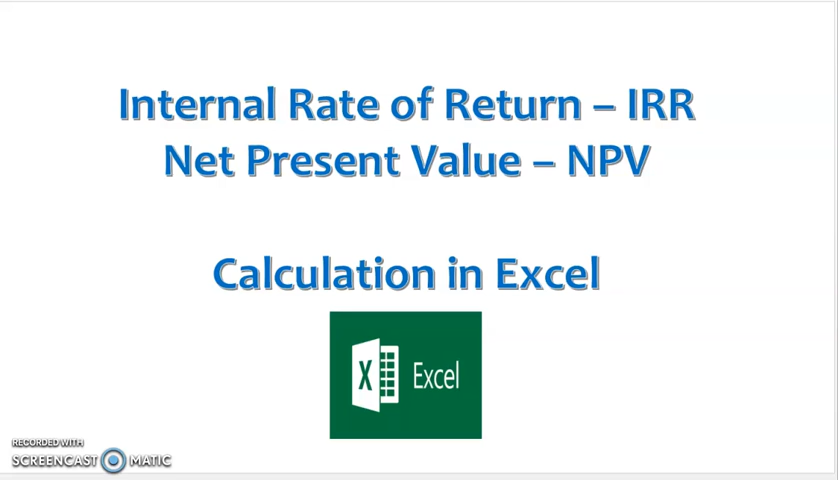 Internal Rate of Return – IRR
Net Present Value – NPV
Calculation in Excel
X Excel
RECORDED WITH
SCREENCAST MATIC